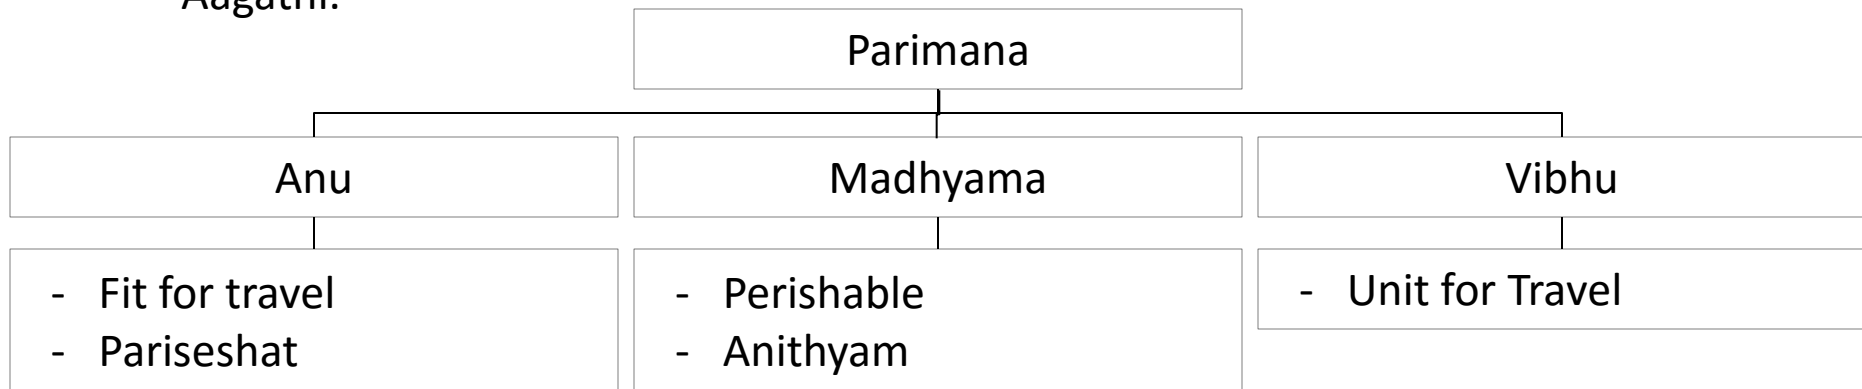 Aagathi.
Parimana
Anu
Madhyama
Vibhu
- Fit for travel
- Pariseshat
- Perishable
- Anithyam
- Unit for Travel